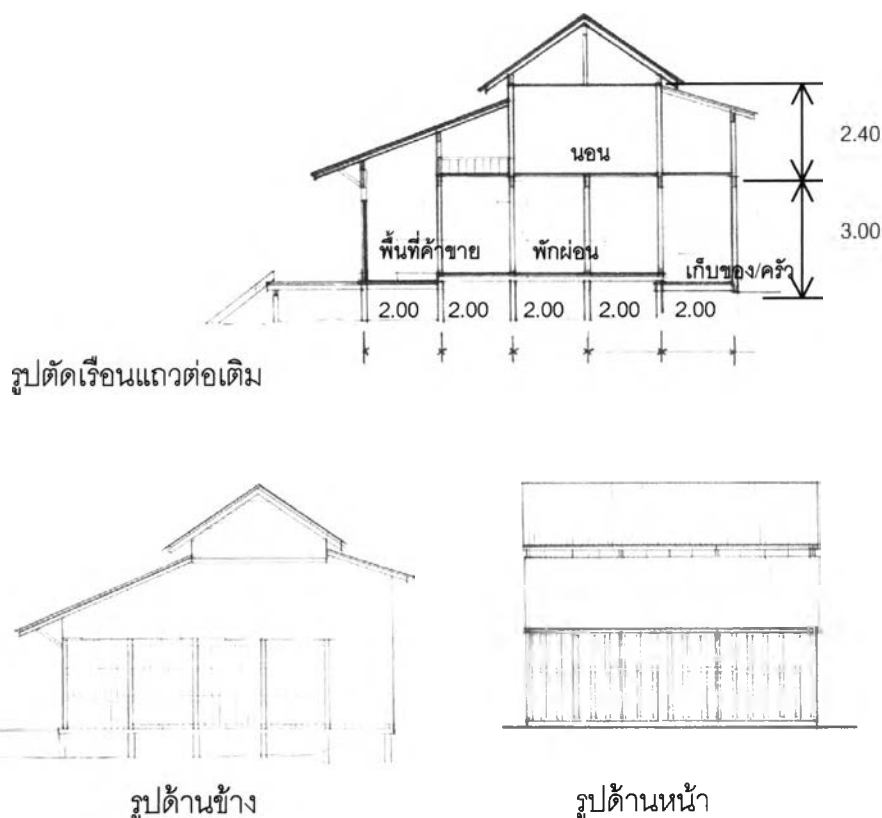 2.40
นอน
3.00
พื้นที่ค้าขาย พักผ่อน เก็บของ/ครัว
2.00 2.00 2.00 2.00 2.00
รูปตัดเรือนแถวต่อเติม
รูปด้านข้าง รูปด้านหน้า